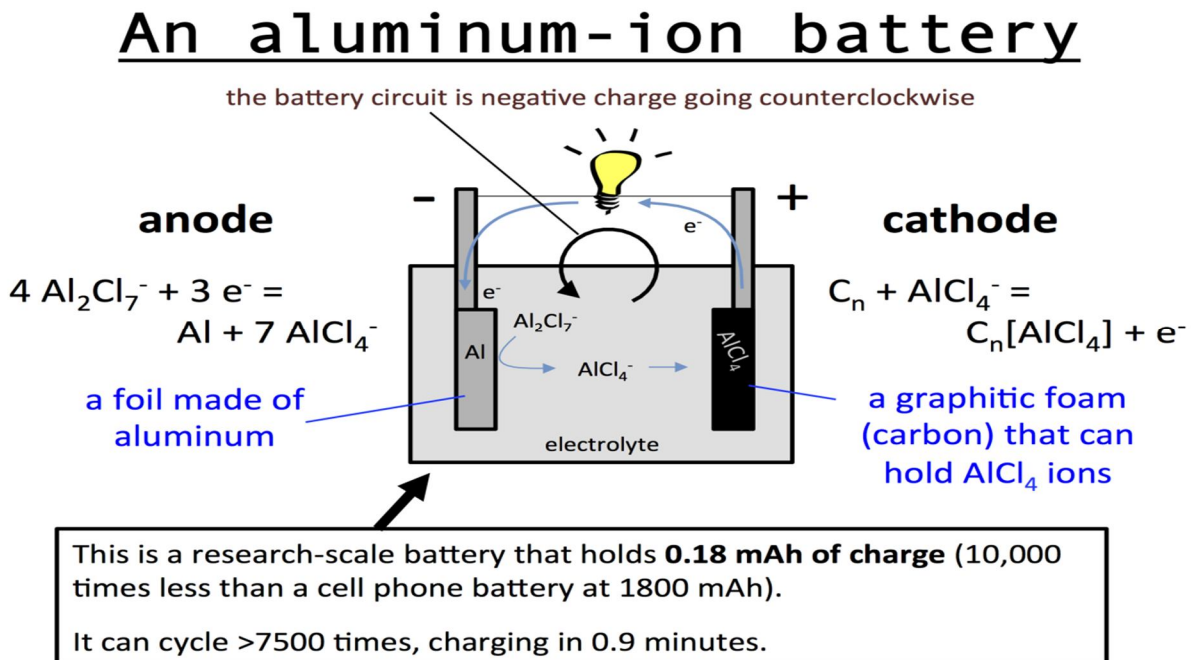 An aluminum-ion battery
the battery circuit is negative charge going counterclockwise
-
+
anode
cathode
4 Al₂Cl₇⁻ + 3 e⁻ =
Al + 7 AlCl₄⁻
Cₙ + AlCl₄⁻ =
Cₙ[AlCl₄] + e⁻
e⁻
e⁻
Al₂Cl₇⁻
Al
AlCl₄⁻
AlCl₄
electrolyte
a foil made of
aluminum
a graphitic foam
(carbon) that can
hold AlCl₄ ions
This is a research-scale battery that holds 0.18 mAh of charge (10,000
times less than a cell phone battery at 1800 mAh).
It can cycle >7500 times, charging in 0.9 minutes.